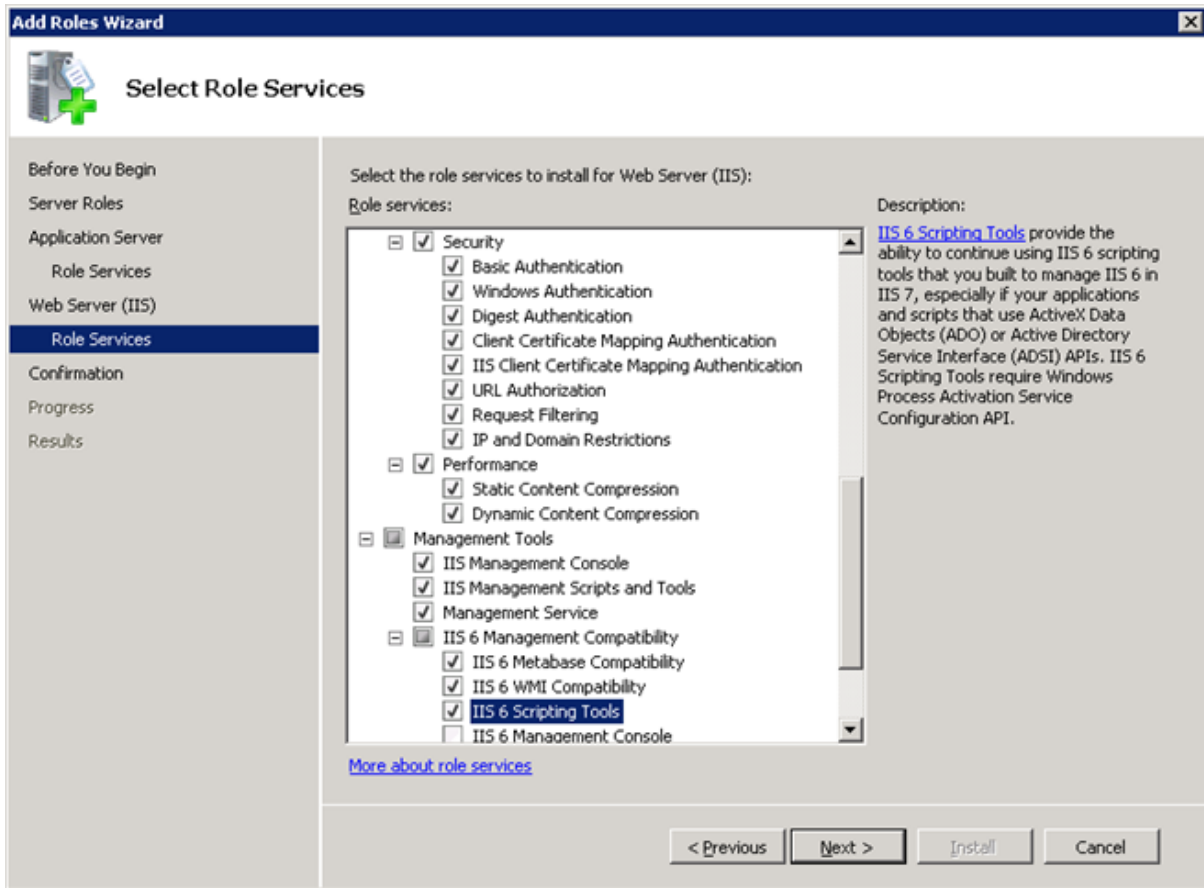 Add Roles Wizard
Select Role Services
Before You Begin
Server Roles
Application Server
Role Services
Web Server (IIS)
Role Services
Confirmation
Progress
Results
Select the role services to install for Web Server (IIS):
Role services:
Security
Basic Authentication
Windows Authentication
Digest Authentication
Client Certificate Mapping Authentication
IIS Client Certificate Mapping Authentication
URL Authorization
Request Filtering
IP and Domain Restrictions
Performance
Static Content Compression
Dynamic Content Compression
Management Tools
IIS Management Console
IIS Management Scripts and Tools
Management Service
IIS 6 Management Compatibility
IIS 6 Metabase Compatibility
IIS 6 WMI Compatibility
IIS 6 Scripting Tools
IIS 6 Management Console
More about role services
Description:
IIS 6 Scripting Tools provide the
ability to continue using IIS 6 scripting
tools that you built to manage IIS 6 in
IIS 7, especially if your applications
and scripts that use ActiveX Data
Objects (ADO) or Active Directory
Service Interface (ADSI) APIs. IIS 6
Scripting Tools require Windows
Process Activation Service
Configuration API.
< Previous
Next >
Install
Cancel